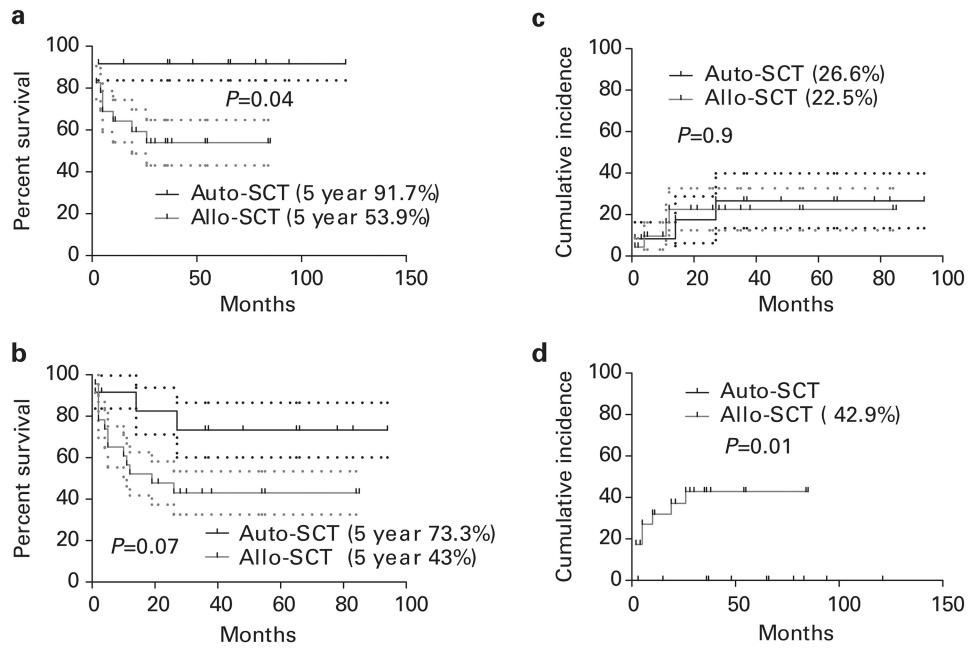 a
100
80
60
40
20
0
Percent survival
P=0.04
Auto-SCT (5 year 91.7%)
Allo-SCT (5 year 53.9%)
0 50 100 150
Months
b
100
80
60
40
20
0
Percent survival
P=0.07
Auto-SCT (5 year 73.3%)
Allo-SCT (5 year 43%)
0 20 40 60 80 100
Months
c
100
80
60
40
20
0
Cumulative incidence
Auto-SCT (26.6%)
Allo-SCT (22.5%)
P=0.9
0 20 40 60 80 100
Months
d
100
80
60
40
20
0
Cumulative incidence
Auto-SCT
Allo-SCT ( 42.9%)
P=0.01
0 50 100 150
Months